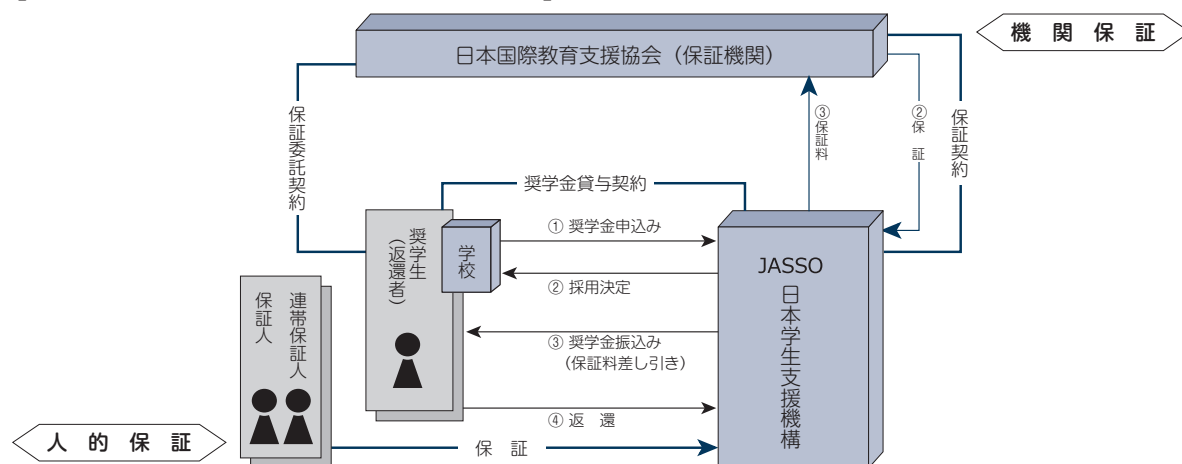 機 関 保 証
日本国際教育支援協会（保証機関）
保証委託契約
③保証料
②保 証
保証契約
奨学金貸与契約
① 奨学金申込み
奨学生
（返還者）
学校
② 採用決定
JASSO
日本学生支援機構
③ 奨学金振込み
（保証料差し引き）
連帯保証人
保証人
④ 返 還
人 的 保 証
保 証